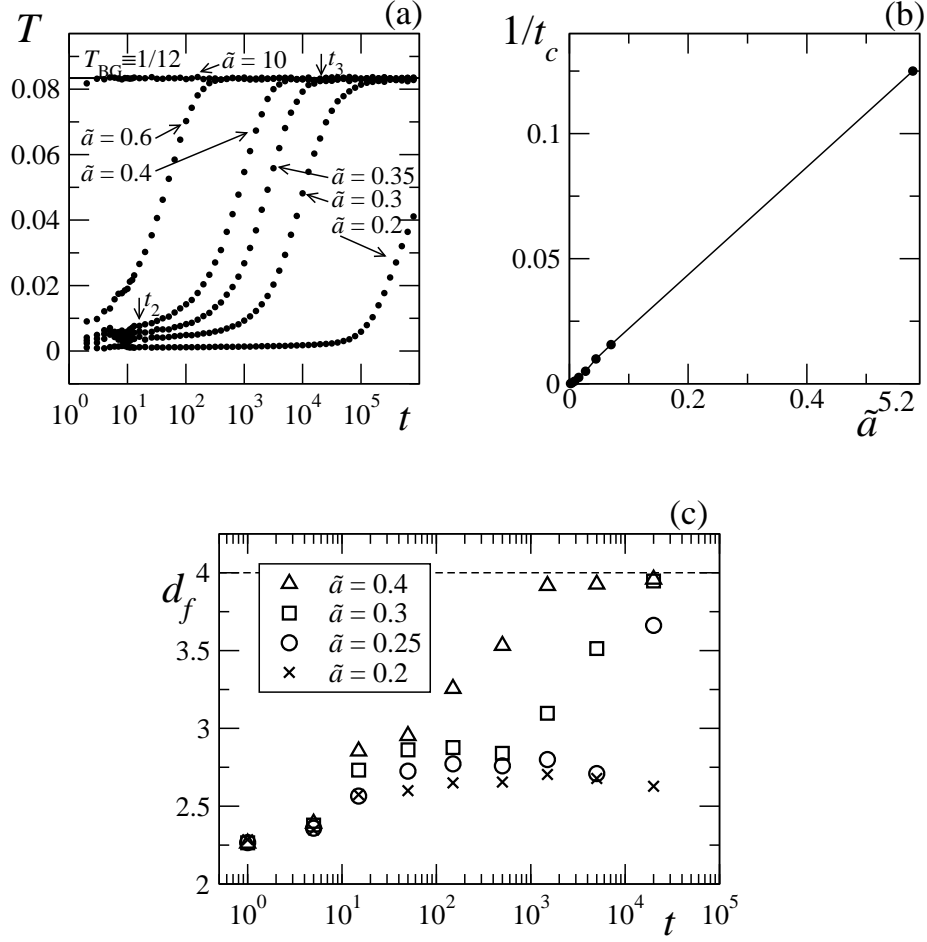 (a)
T
T_BG≡1/12
ã = 10
t_3
0.08
ã = 0.6
0.06
ã = 0.4
ã = 0.35
ã = 0.3
0.04
ã = 0.2
0.02
t_2
0
10^0 10^1 10^2 10^3 10^4 10^5 t
(b)
1/t_c
0.1
0.05
0
0 0.2 0.4 ã^5.2
(c)
4
d_f
ã = 0.4
ã = 0.3
3.5
ã = 0.25
ã = 0.2
3
2.5
2
10^0 10^1 10^2 10^3 10^4 10^5
t